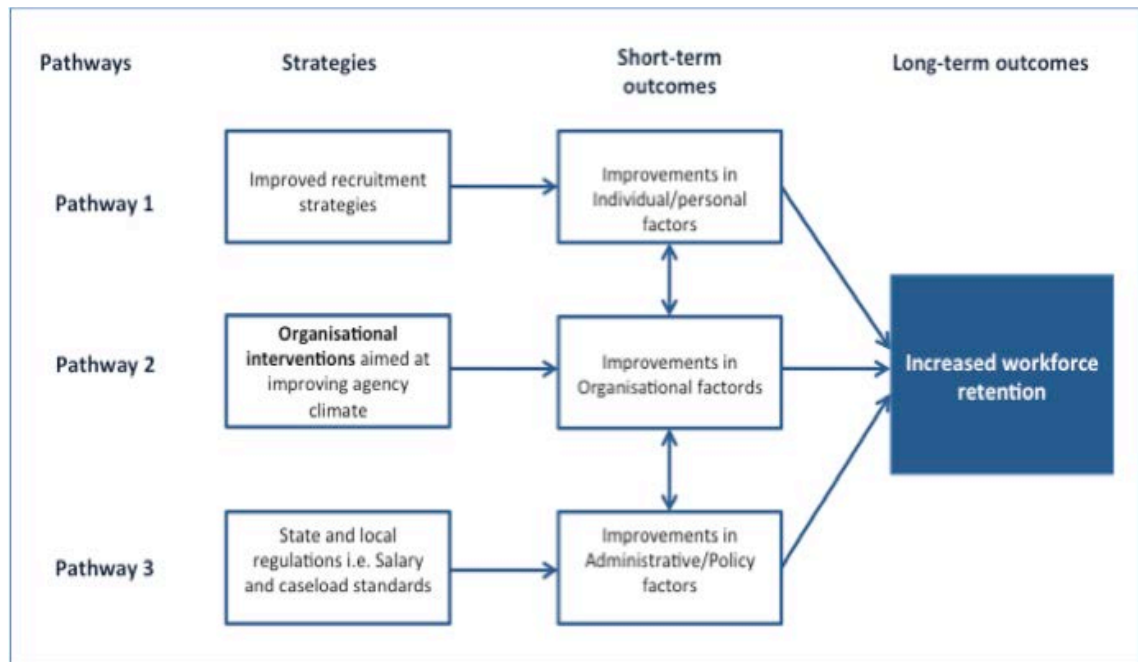 Pathways
Strategies
Short-term
outcomes
Long-term outcomes
Pathway 1
Improved recruitment
strategies
Improvements in
Individual/personal
factors
Pathway 2
Organisational
interventions aimed at
improving agency
climate
Improvements in
Organisational factords
Increased workforce
retention
Pathway 3
State and local
regulations i.e. Salary
and caseload standards
Improvements in
Administrative/Policy
factors